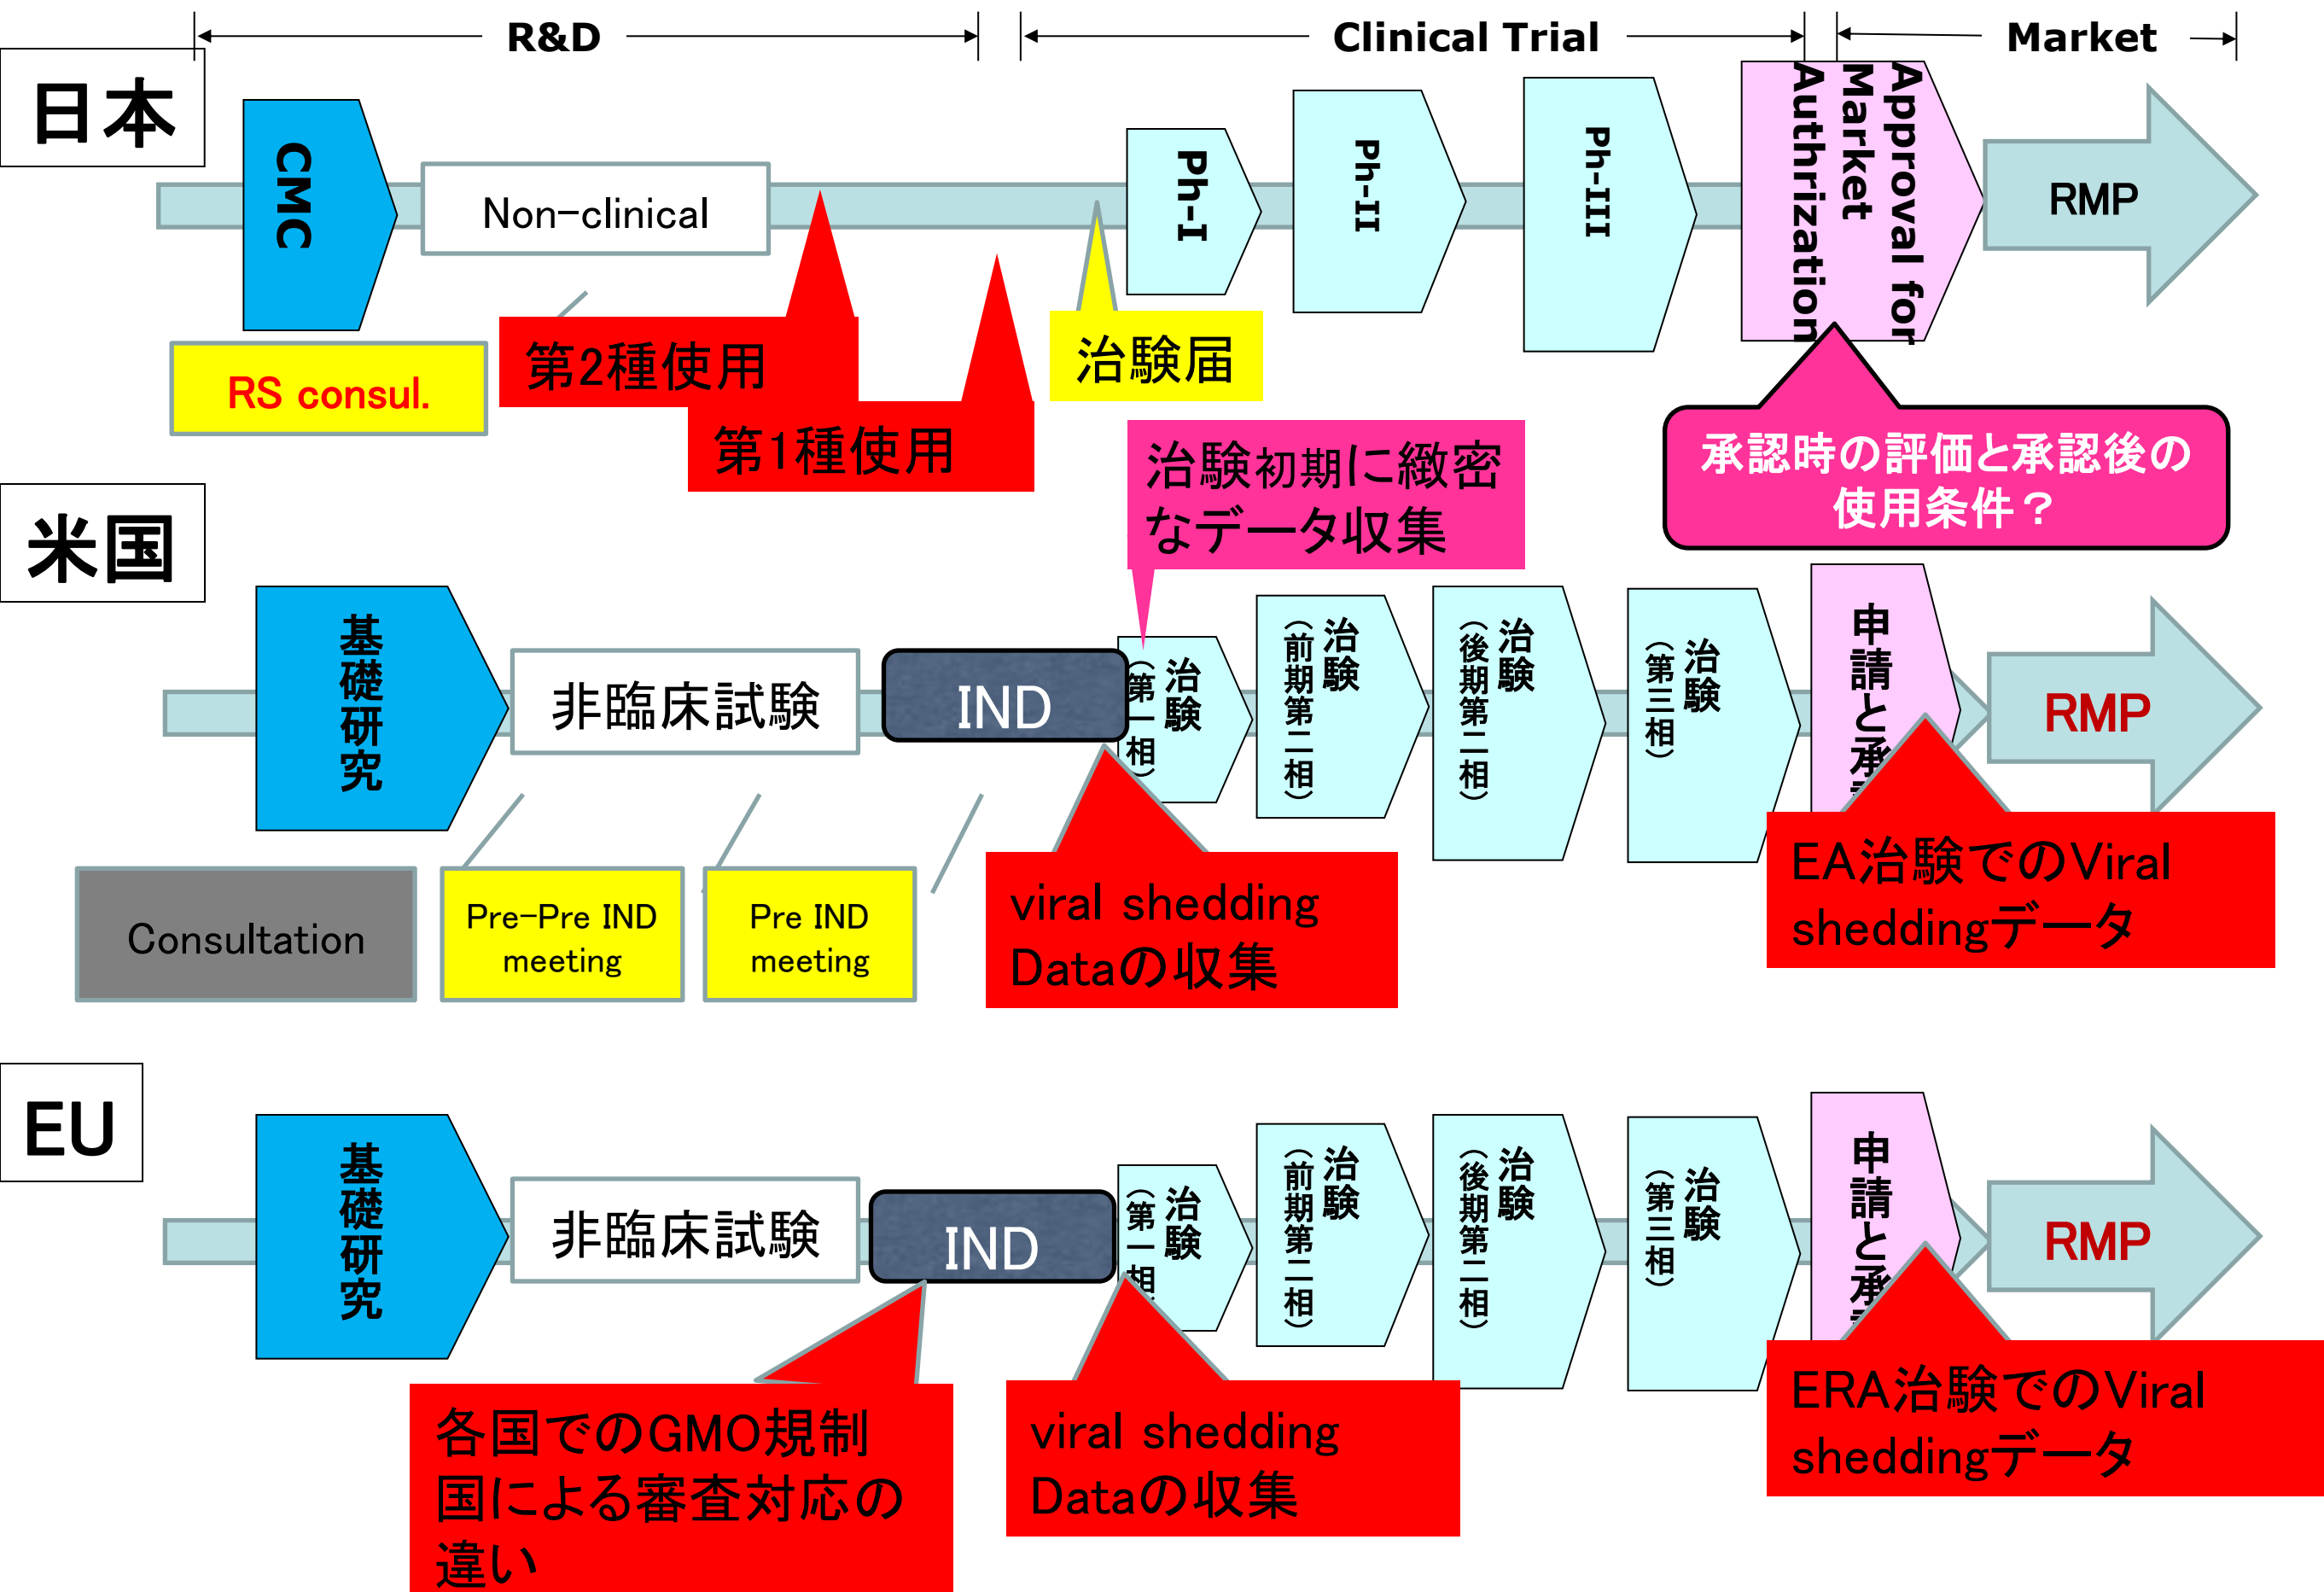 R&D
Clinical Trial
Market
日本
CMC
Non-clinical
Ph-I
Ph-II
Ph-III
Approval for
Market
Authrization
RMP
RS consul.
第2種使用
第1種使用
治験届
承認時の評価と承認後の
使用条件？
治験初期に緻密
なデータ収集
米国
基礎研究
非臨床試験
IND
治験
（第一相）
治験
（前期第二相）
治験
（後期第二相）
治験
（第三相）
申請と承
RMP
Consultation
Pre-Pre IND
meeting
Pre IND
meeting
viral shedding
Dataの収集
EA治験でのViral
sheddingデータ
EU
基礎研究
非臨床試験
IND
治験
（第一相
治験
（前期第二相）
治験
（後期第二相）
治験
（第三相）
申請と承
RMP
各国でのGMO規制
国による審査対応の
違い
viral shedding
Dataの収集
ERA治験でのViral
sheddingデータ